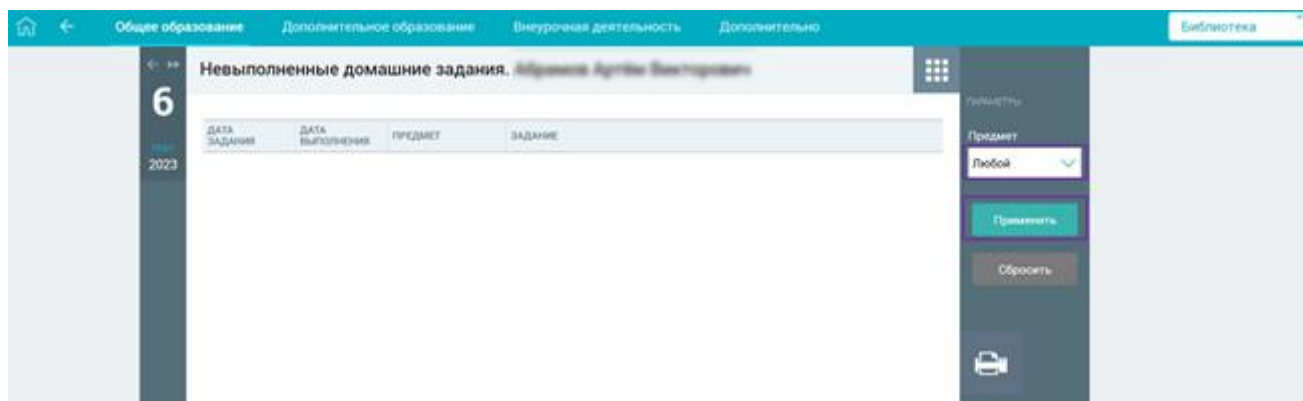 Общее образование Дополнительное образование Внеурочная деятельность Дополнительно Библиотека
Невыполненные домашние задания.
6
2023
ДАТА ЗАДАНИЯ
ДАТА ВЫПОЛНЕНИЯ
ПРЕДМЕТ
ЗАДАНИЕ
ПАРАМЕТРЫ
Предмет
Любой
Применить
Сбросить